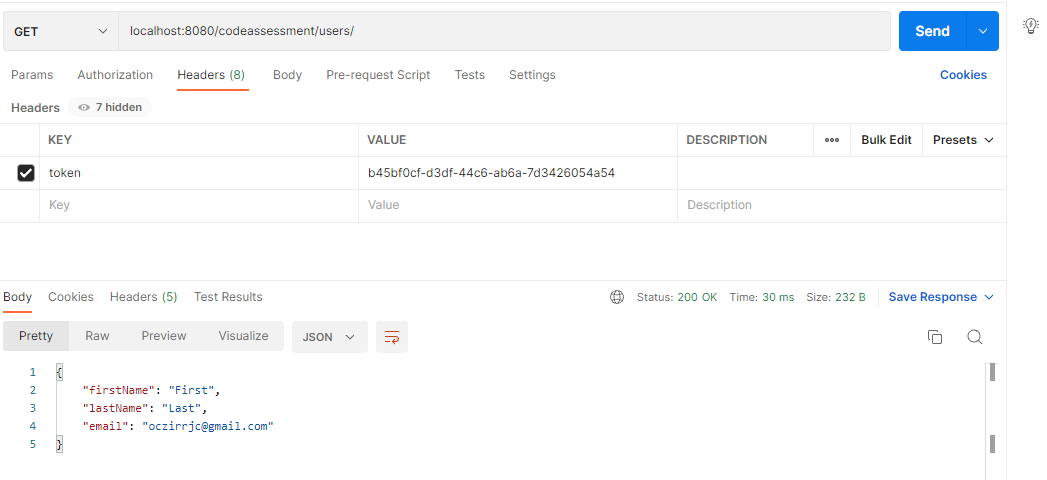 GET localhost:8080/codeassessment/users/ Send
Params Authorization Headers (8) Body Pre-request Script Tests Settings Cookies
Headers 7 hidden
KEY VALUE DESCRIPTION ••• Bulk Edit Presets
token b45bf0cf-d3df-44c6-ab6a-7d3426054a54
Key Value Description
Body Cookies Headers (5) Test Results Status: 200 OK Time: 30 ms Size: 232 B Save Response
Pretty Raw Preview Visualize JSON
1 {
2 "firstName": "First",
3 "lastName": "Last",
4 "email": "oczirrjc@gmail.com"
5 }